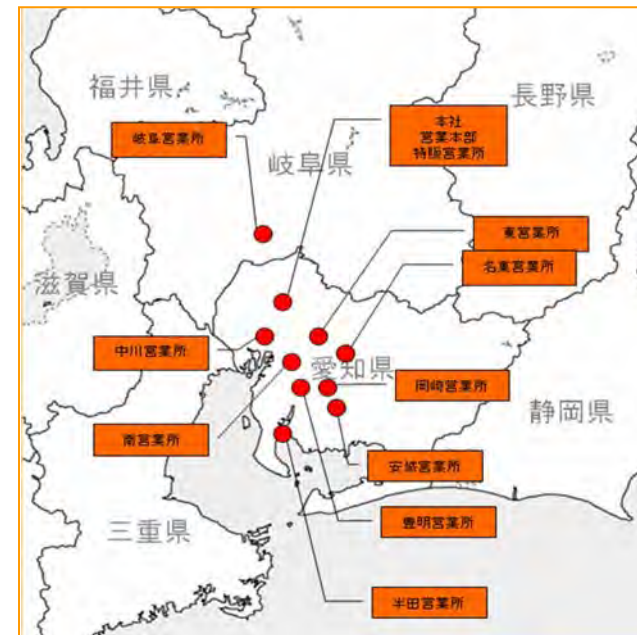 福井県
長野県
本社
営業本部
特販営業所
岐阜営業所
岐阜県
東営業所
名東営業所
滋賀県
中川営業所
愛知県
岡崎営業所
静岡県
南営業所
安城営業所
豊明営業所
三重県
半田営業所